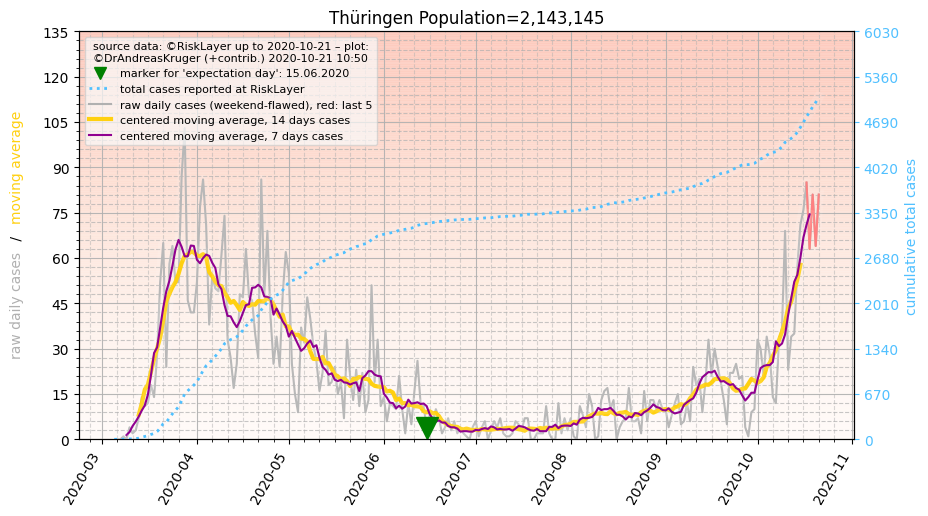 Thüringen Population=2,143,145
source data: ©RiskLayer up to 2020-10-21 – plot:
©DrAndreasKruger (+contrib.) 2020-10-21 10:50
marker for 'expectation day': 15.06.2020
total cases reported at RiskLayer
raw daily cases (weekend-flawed), red: last 5
centered moving average, 14 days cases
centered moving average, 7 days cases
raw daily cases / moving average
135
120
105
90
75
60
45
30
15
0
6030
5360
4690
4020
3350
2680
2010
1340
670
0
cumulative total cases
2020-03
2020-04
2020-05
2020-06
2020-07
2020-08
2020-09
2020-10
2020-11